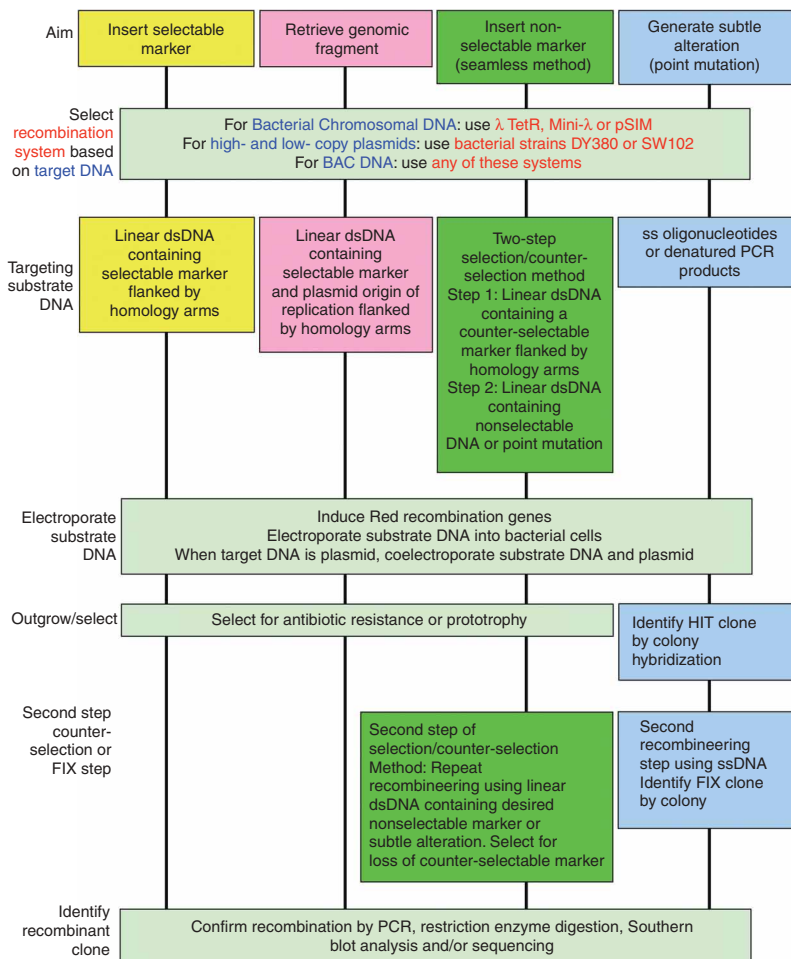 Aim
Insert selectable
marker
Retrieve genomic
fragment
Insert non-
selectable marker
(seamless method)
Generate subtle
alteration
(point mutation)
Select
recombination
system based
on target DNA
For Bacterial Chromosomal DNA: use λ TetR, Mini-λ or pSIM
For high- and low- copy plasmids: use bacterial strains DY380 or SW102
For BAC DNA: use any of these systems
Targeting
substrate
DNA
Linear dsDNA
containing
selectable marker
flanked by
homology arms
Linear dsDNA
containing
selectable marker
and plasmid origin of
replication flanked
by homology arms
Two-step
selection/counter-
selection method
Step 1: Linear dsDNA
containing a
counter-selectable
marker flanked by
homology arms
Step 2: Linear dsDNA
containing
nonselectable
DNA or point mutation
ss oligonucleotides
or denatured PCR
products
Electroporate
substrate
DNA
Induce Red recombination genes
Electroporate substrate DNA into bacterial cells
When target DNA is plasmid, coelectroporate substrate DNA and plasmid
Outgrow/select
Select for antibiotic resistance or prototrophy
Identify HIT clone
by colony
hybridization
Second step
counter-
selection or
FIX step
Second step of
selection/counter-selection
Method: Repeat
recombineering using linear
dsDNA containing desired
nonselectable marker or
subtle alteration. Select for
loss of counter-selectable marker
Second
recombineering
step using ssDNA
Identify FIX clone
by colony
Identify
recombinant
clone
Confirm recombination by PCR, restriction enzyme digestion, Southern
blot analysis and/or sequencing